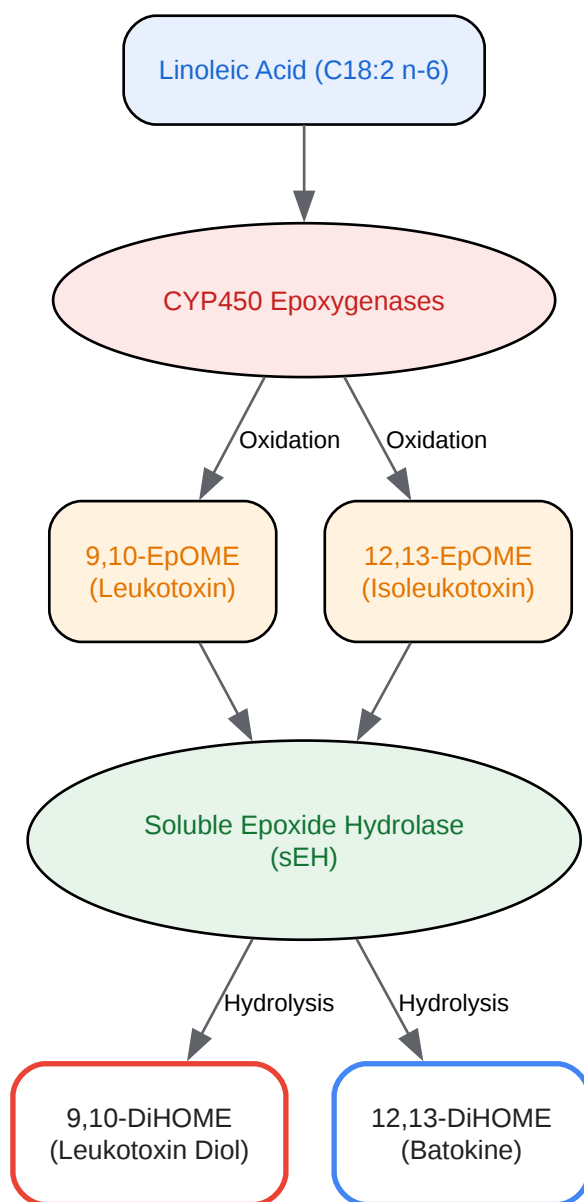 Linoleic Acid (C18:2 n-6)
CYP450 Epoxygenases
Oxidation
Oxidation
9,10-EpOME
(Leukotoxin)
12,13-EpOME
(Isoleukotoxin)
Soluble Epoxide Hydrolase
(sEH)
Hydrolysis
Hydrolysis
9,10-DiHOME
(Leukotoxin Diol)
12,13-DiHOME
(Batokine)